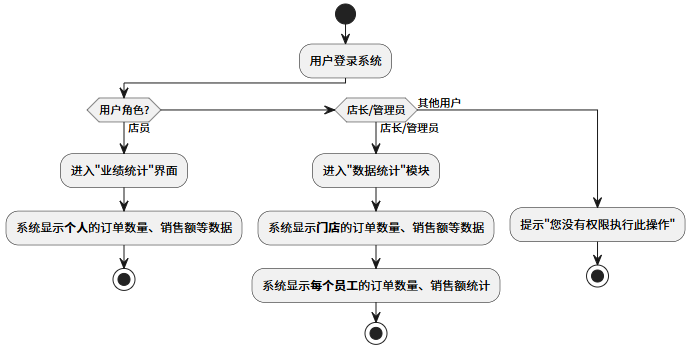 用户登录系统
用户角色?
店长/管理员
其他用户
店员
店长/管理员
进入"业绩统计"界面
进入"数据统计"模块
系统显示个人的订单数量、销售额等数据
系统显示门店的订单数量、销售额等数据
提示"您没有权限执行此操作"
系统显示每个员工的订单数量、销售额统计